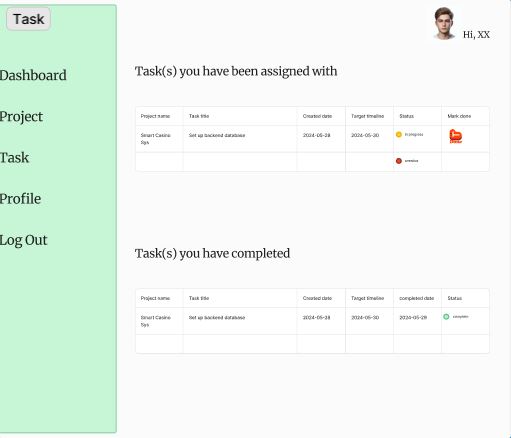 Task
Hi, XX
Dashboard
Project
Task
Profile
Log Out
Task(s) you have been assigned with
Project name Task title Created date Target timeline Status Mark done
Smart Casino Set up backend database 2024-05-28 2024-05-30 In progress
Sys
overdue
Task(s) you have completed
Project name Task title Created date Target timeline completed date Status
Smart Casino Set up backend database 2024-05-28 2024-05-30 2024-05-29 complete
Sys